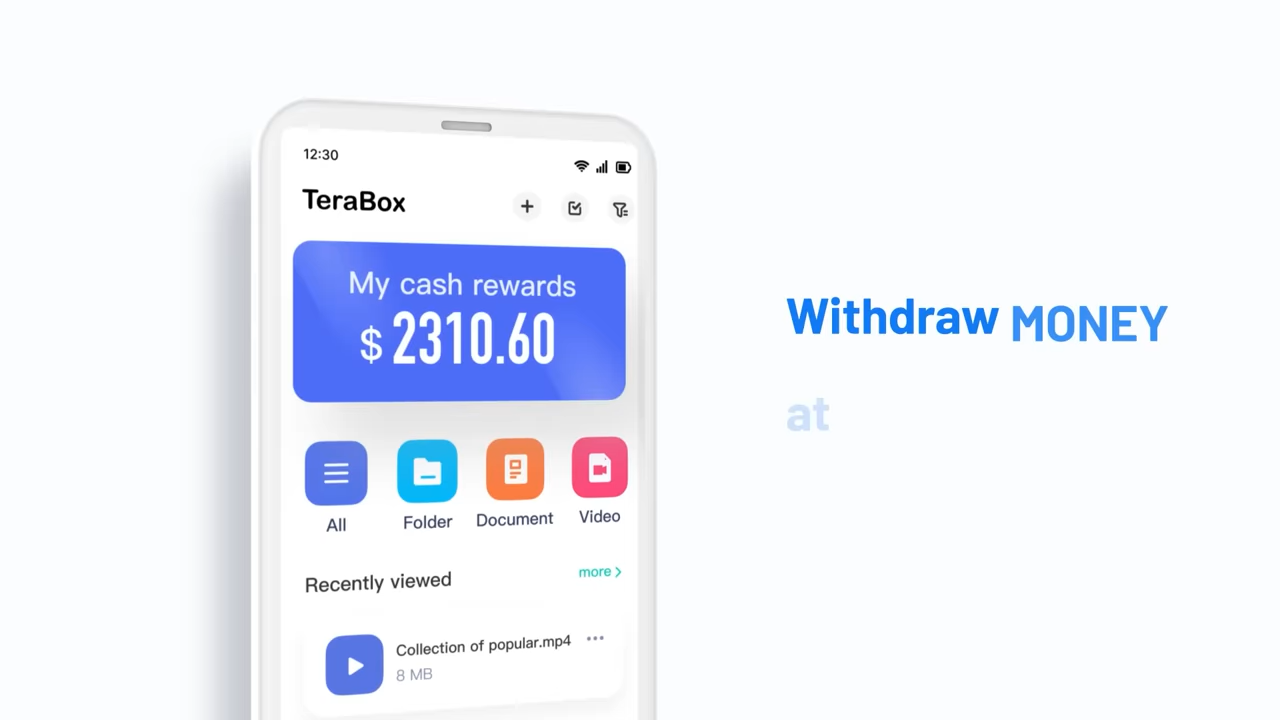 12:30
TeraBox
My cash rewards
$ 2310.60
All Folder Document Video
Recently viewed more >
Collection of popular.mp4
8 MB
Withdraw MONEY
at